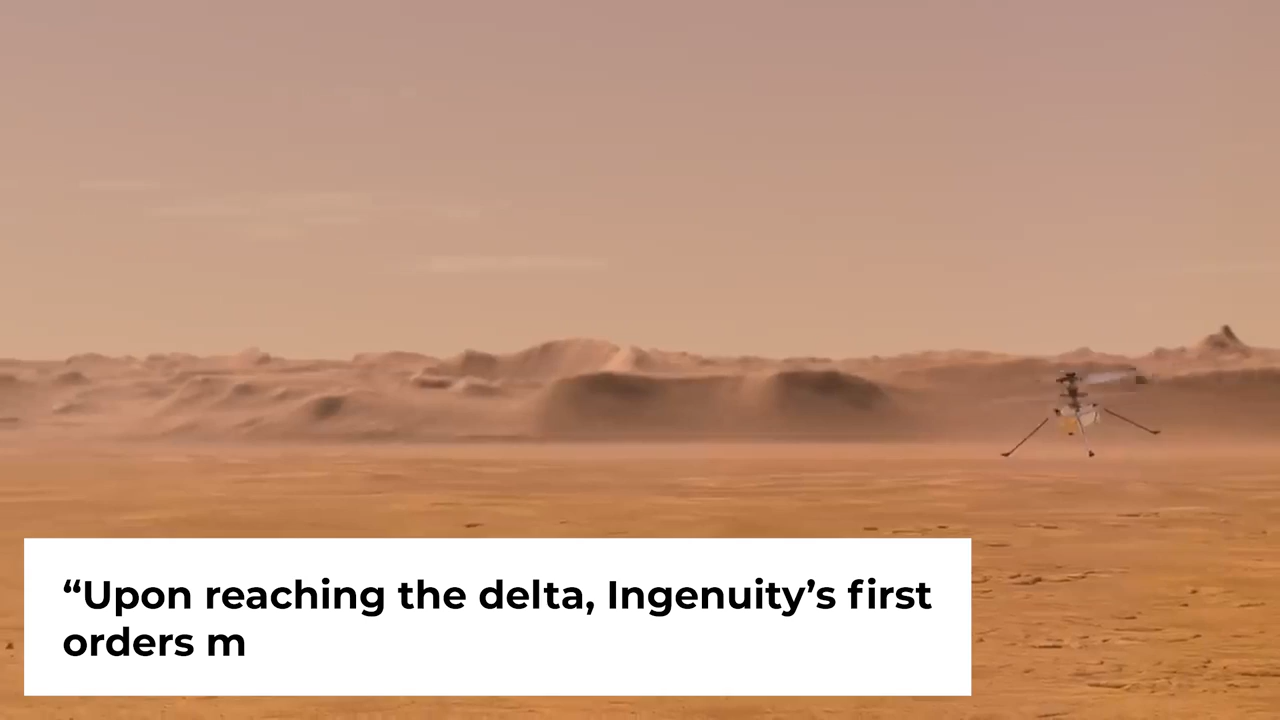 “Upon reaching the delta, Ingenuity’s first
orders m